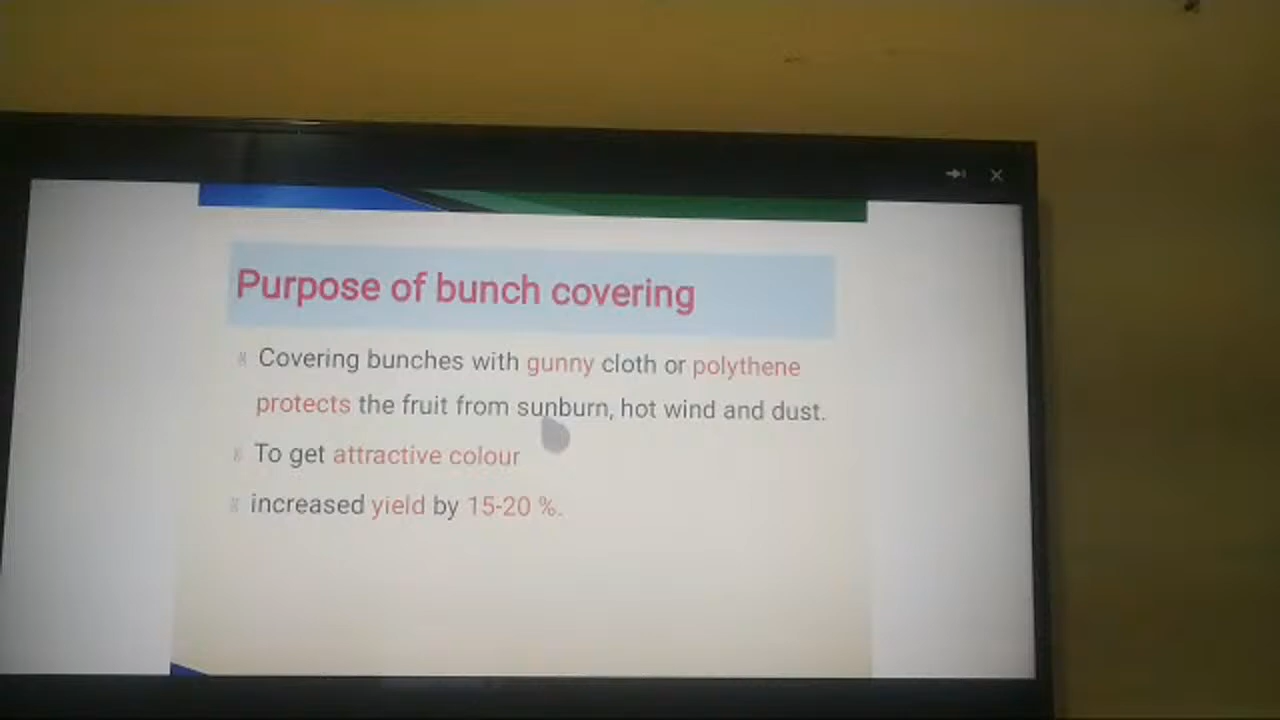 Purpose of bunch covering
Covering bunches with gunny cloth or polythene
protects the fruit from sunburn, hot wind and dust.
To get attractive colour
increased yield by 15-20 %.